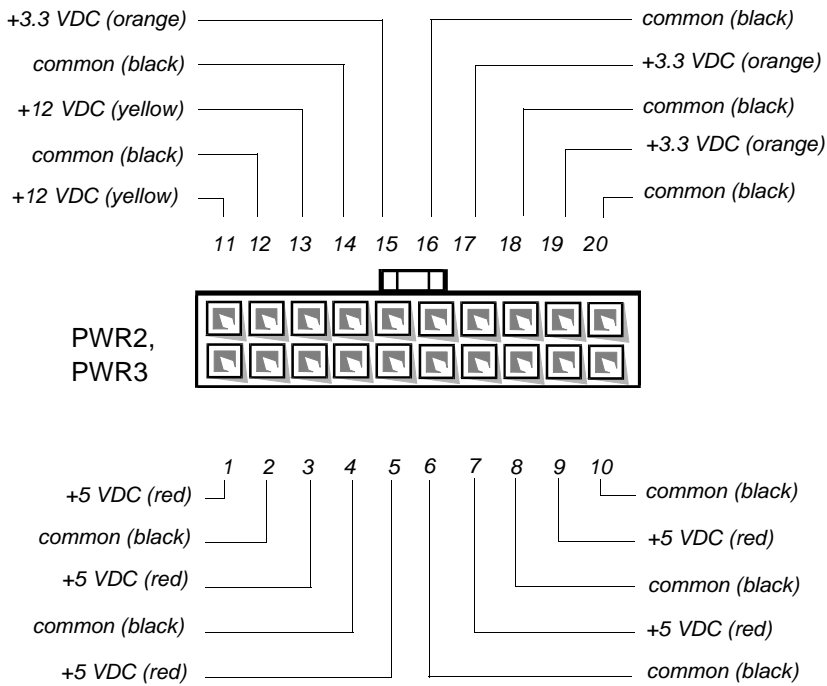 +3.3 VDC (orange)
common (black)
common (black)
+3.3 VDC (orange)
+12 VDC (yellow)
common (black)
common (black)
+3.3 VDC (orange)
+12 VDC (yellow)
common (black)
11 12 13 14 15 16 17 18 19 20
PWR2,
PWR3
1 2 3 4 5 6 7 8 9 10
+5 VDC (red)
common (black)
common (black)
+5 VDC (red)
+5 VDC (red)
common (black)
common (black)
+5 VDC (red)
+5 VDC (red)
common (black)